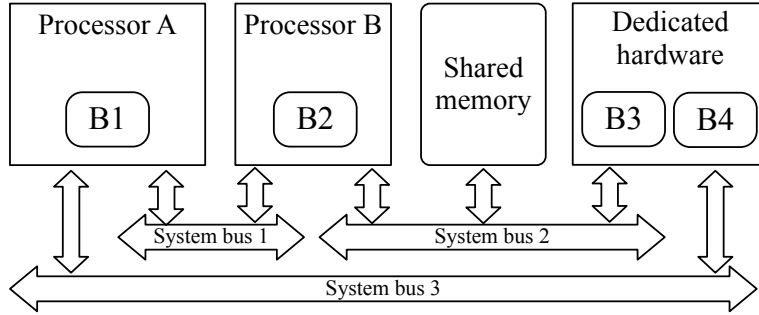 Processor A
B1
Processor B
B2
Shared
memory
Dedicated
hardware
B3
B4
System bus 1
System bus 2
System bus 3